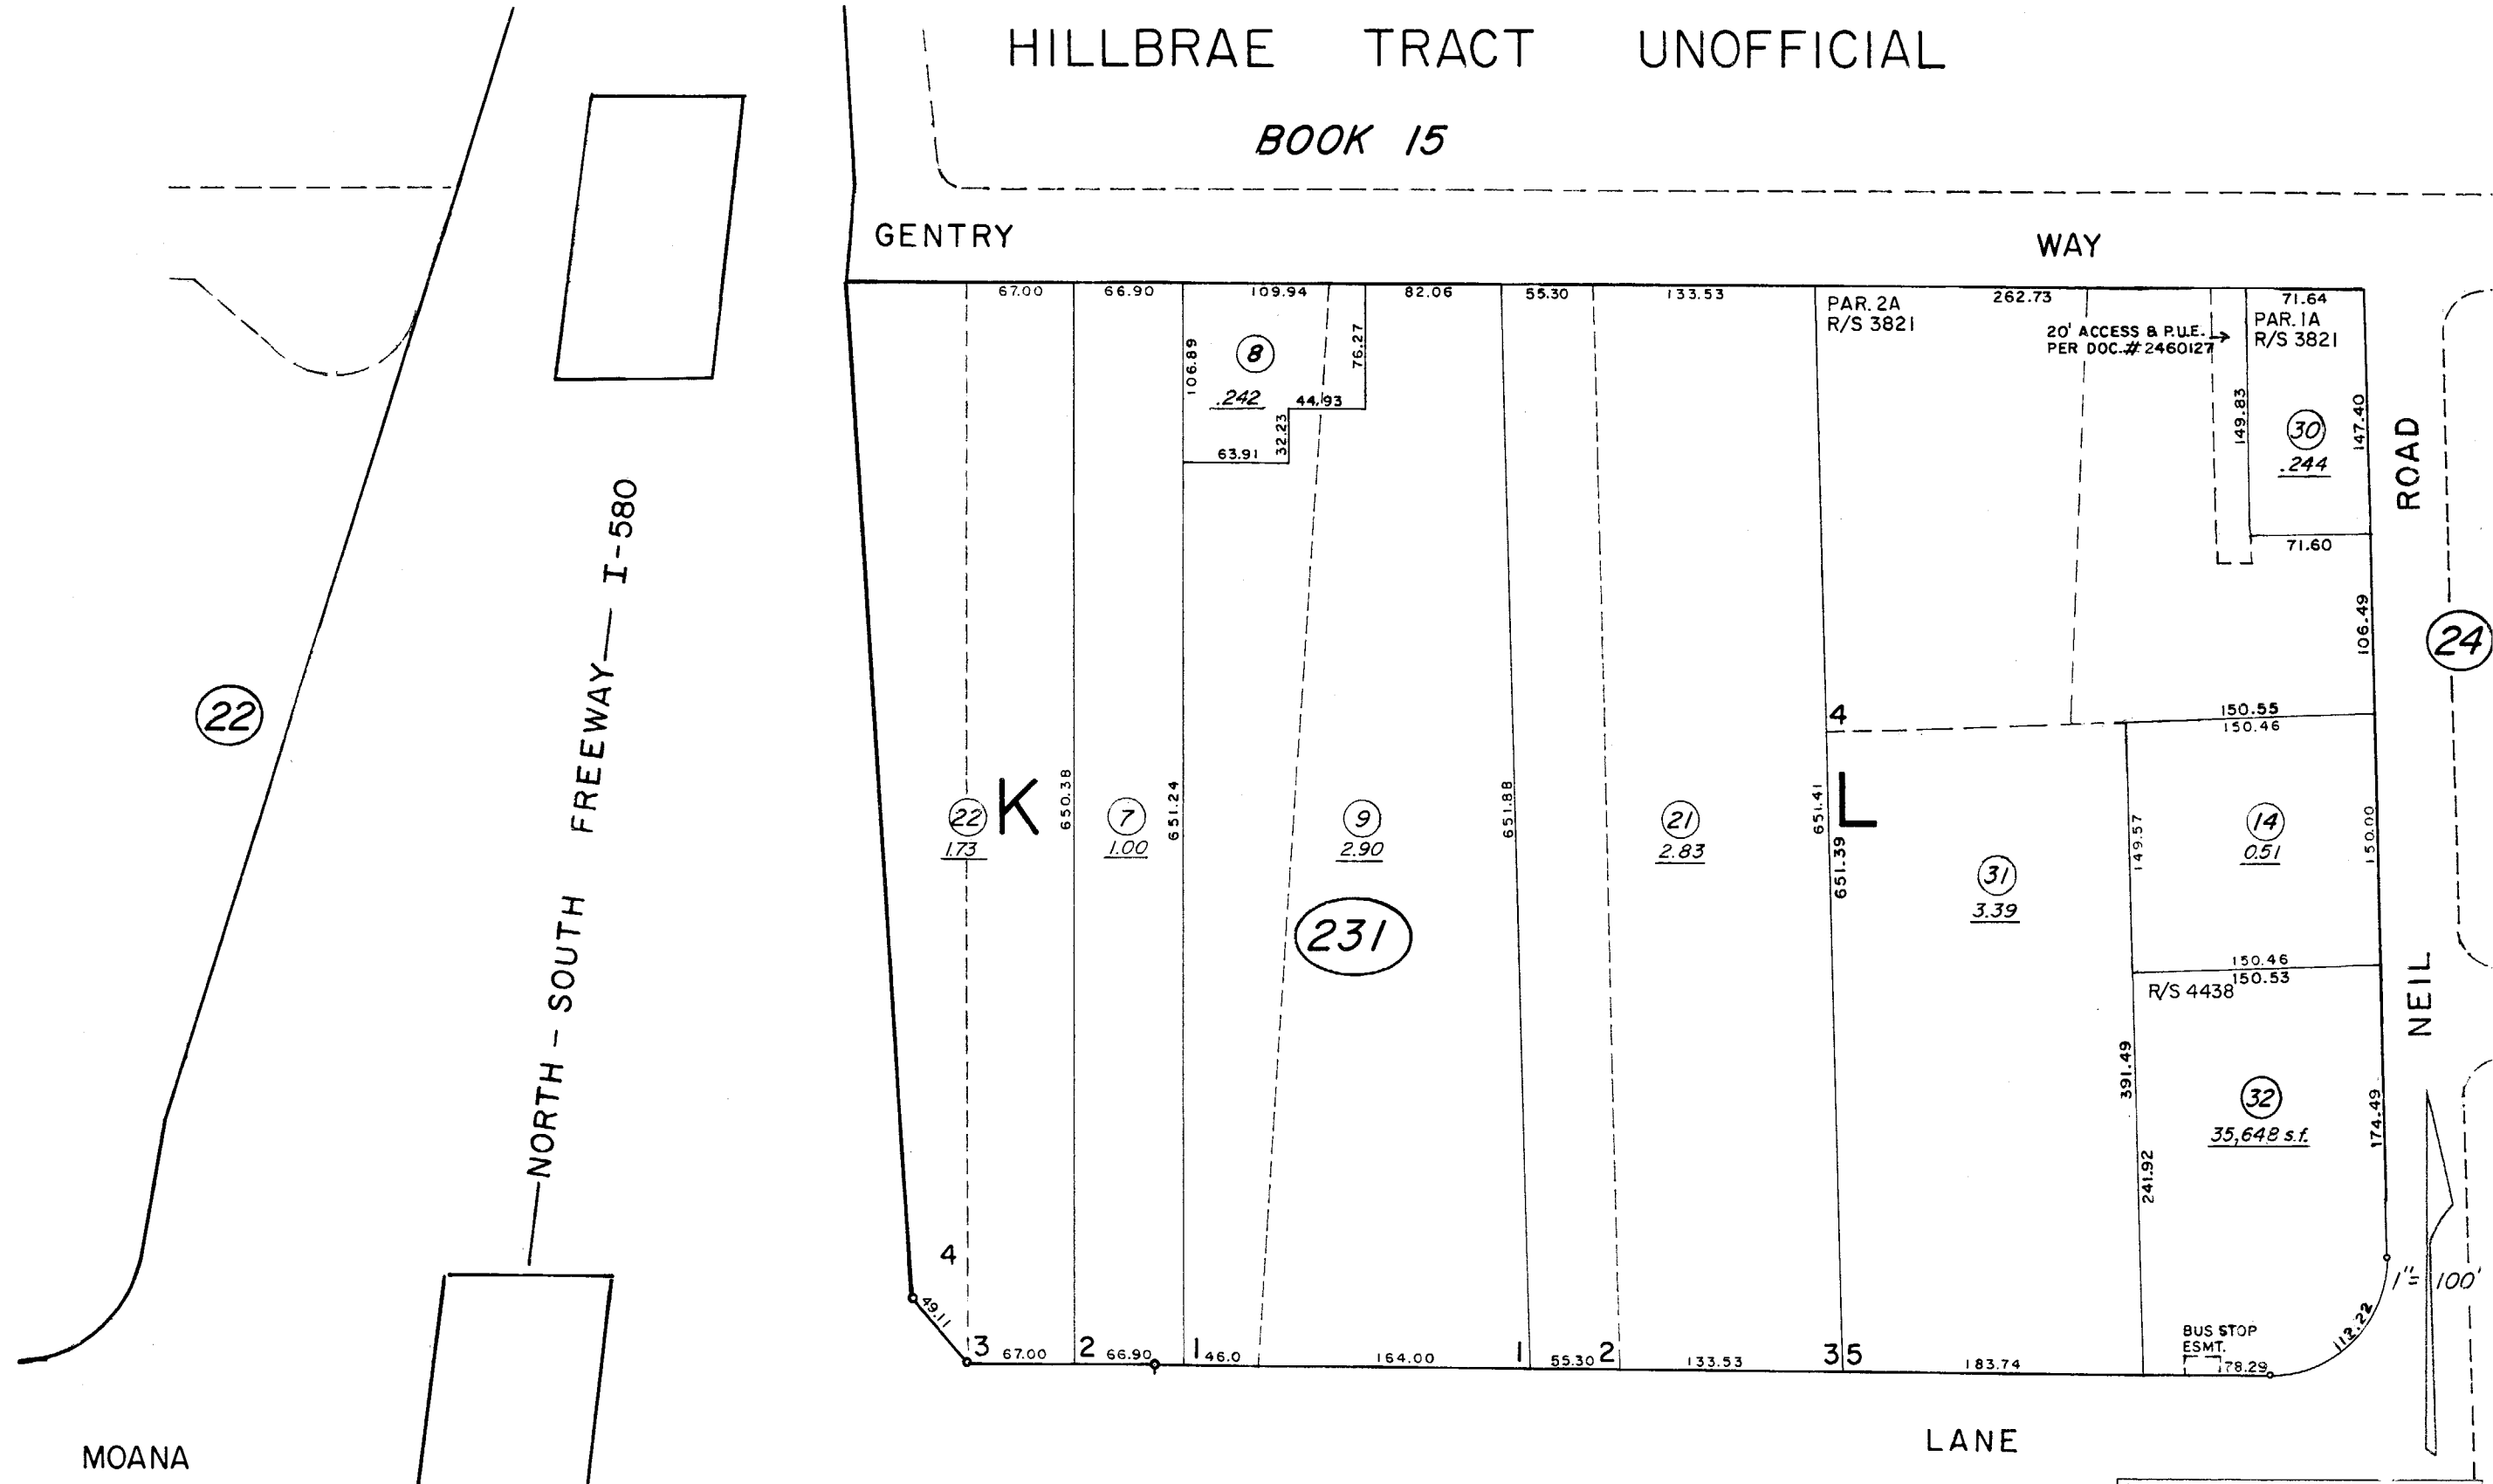 HILLBRAE TRACT UNOFFICIAL
BOOK 15
GENTRY WAY
67.00 66.90 109.94 82.06 55.30 133.53 262.73 71.64
PAR. 2A
R/S 3821
20' ACCESS & P.U.E.
PER DOC.# 2460127
PAR. 1A
R/S 3821
106.89
8
.242
76.27
44.93
32.23
63.91
149.83
30
.244
147.40
71.60
ROAD
106.49
24
NORTH-SOUTH FREEWAY I-580
22
4
150.55
150.46
K
L
22
1.73
650.38
7
1.00
651.24
9
2.90
651.88
21
2.83
651.41
651.39
31
3.39
149.57
14
0.51
150.00
231
150.46
150.53
R/S 4438
NEIL
391.49
32
35,648 s.f.
174.49
241.92
4
49.11
1"= 100'
112.22
BUS STOP
ESMT.
3 67.00 2 66.90 1 46.0 164.00 1 55.30 2 133.53 3 5 183.74 78.29
MOANA LANE